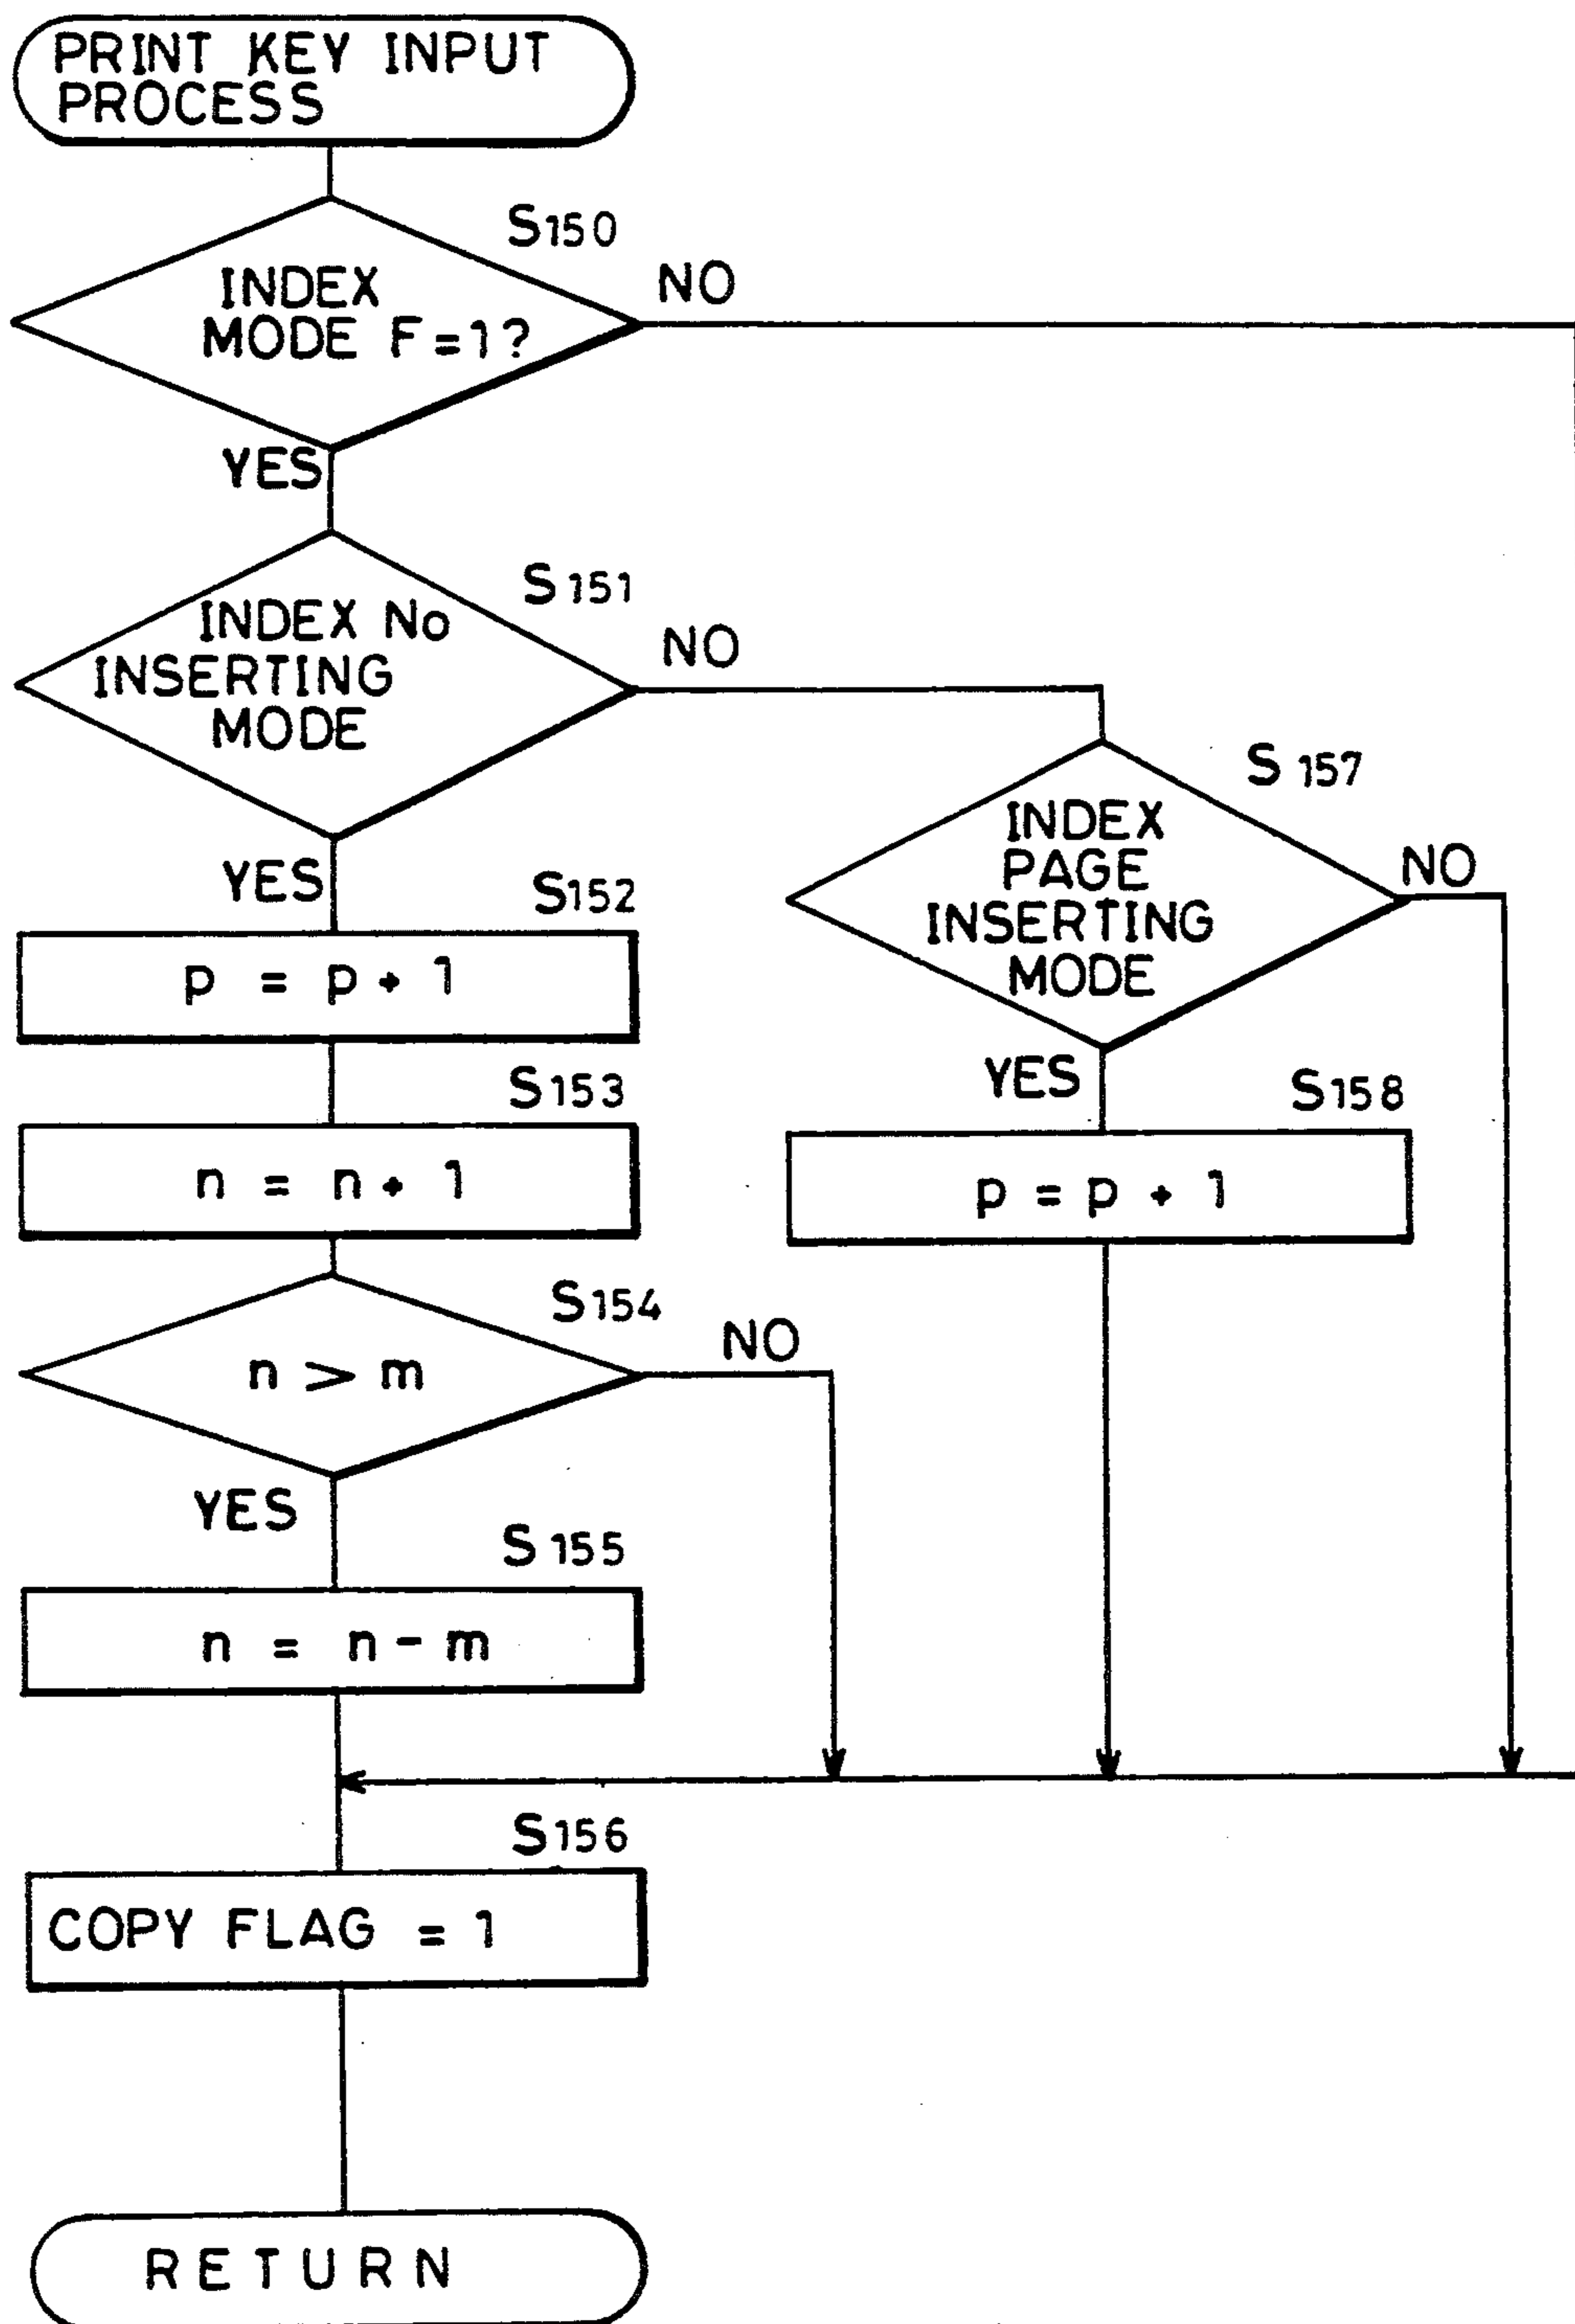 PRINT KEY INPUT
PROCESS
S150
INDEX
MODE F=1?
NO
YES
S151
INDEX No
INSERTING
MODE
NO
YES
S157
INDEX
PAGE
INSERTING
MODE
NO
YES
S152
p = p + 1
S153
n = n + 1
S158
p = p + 1
S154
n > m
NO
YES
S155
n = n - m
S156
COPY FLAG = 1
RETURN